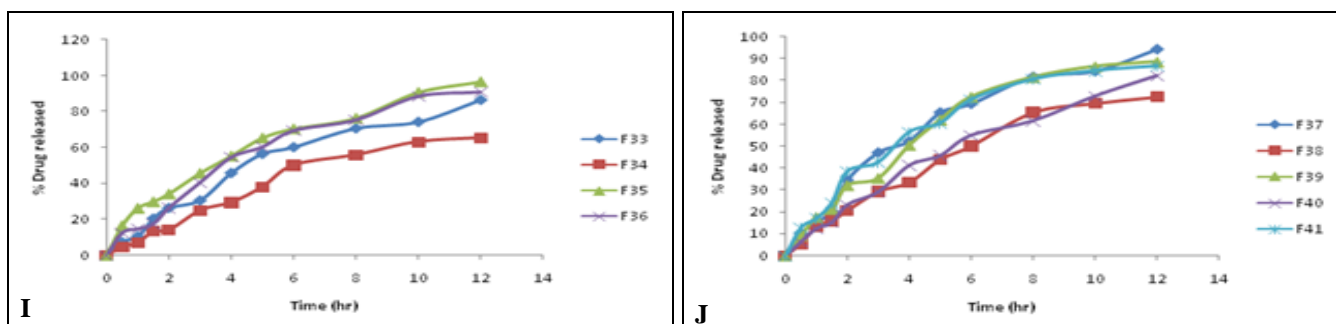 120
100
80
60
40
20
0
% Drug released
0 2 4 6 8 10 12 14
Time (hr)
F33
F34
F35
F36
I
100
90
80
70
60
50
40
30
20
10
0
% Drug released
0 2 4 6 8 10 12 14
Time (hr)
F37
F38
F39
F40
F41
J